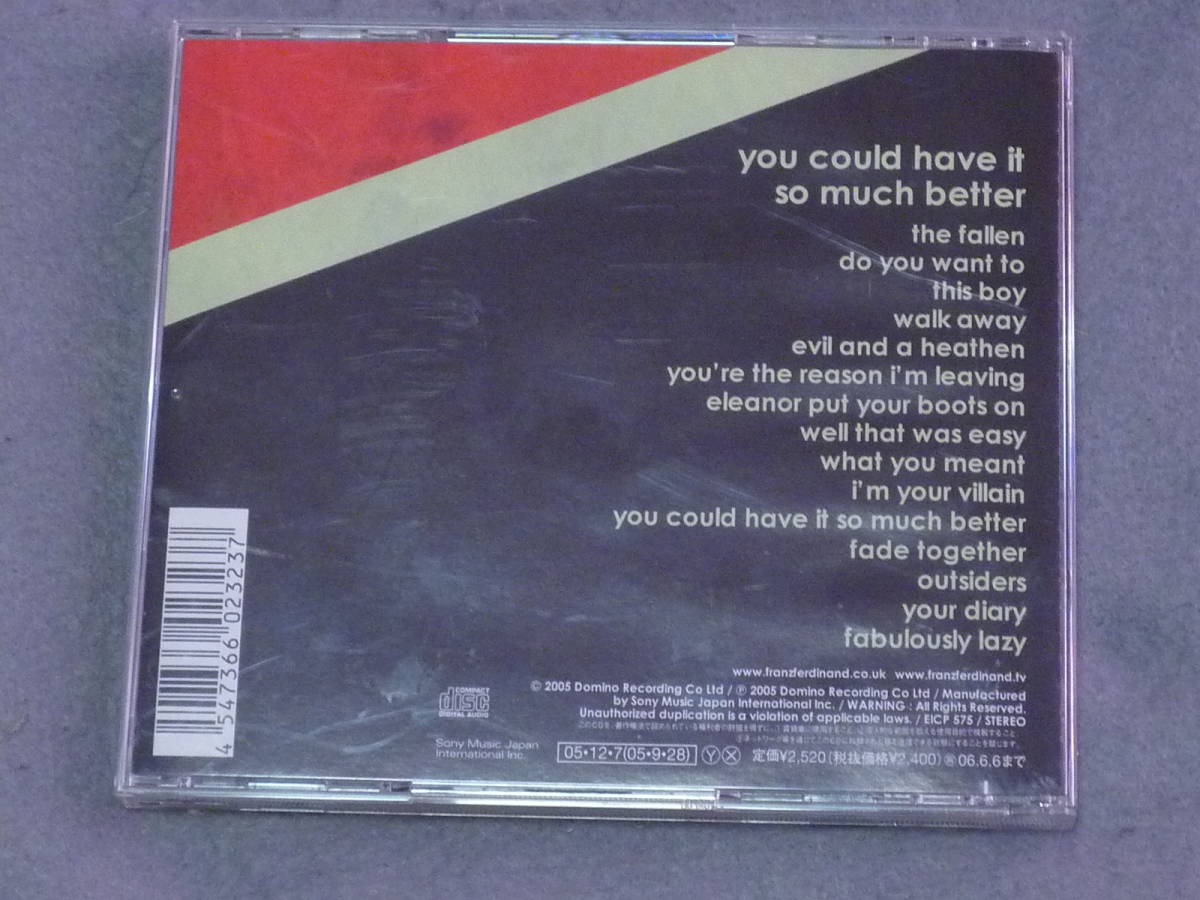 you could have it
so much better
the fallen
do you want to
this boy
walk away
evil and a heathen
you're the reason i'm leaving
eleanor put your boots on
well that was easy
what you meant
i'm your villain
you could have it so much better
fade together
outsiders
your diary
fabulously lazy
www.franzferdinand.co.uk www.franzferdinand.tv
© 2005 Domino Recording Co Ltd / ℗ 2005 Domino Recording Co Ltd / Manufactured
by Sony Music Japan International Inc. / WARNING : All Rights Reserved.
Unauthorized duplication is a violation of applicable laws. / EICP 575 / STEREO
COMPACT
disc
DIGITAL AUDIO
Sony Music Japan
International Inc.
05・12・7(05・9・28) Ⓨ Ⓧ 定価¥2,520(税抜価格¥2,400) 06.6.6まで
4 547366 023237